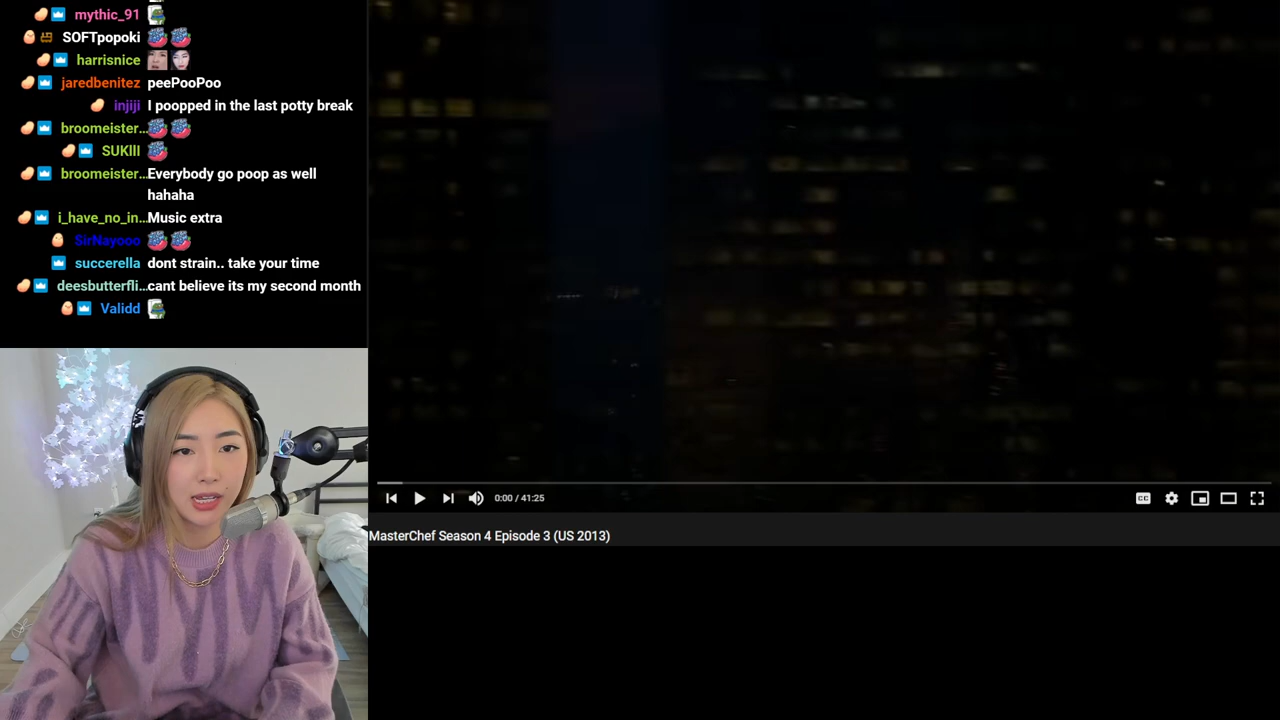 mythic_91
SOFTpopoki
harrisnice
jaredbenitez peePooPoo
injiji I poopped in the last potty break
broomeister...
SUKIII
broomeister...Everybody go poop as well
hahaha
i_have_no_in...Music extra
SirNayooo
succerella dont strain.. take your time
deesbutterfli...cant believe its my second month
Validd
0:00 / 41:25
CC
MasterChef Season 4 Episode 3 (US 2013)